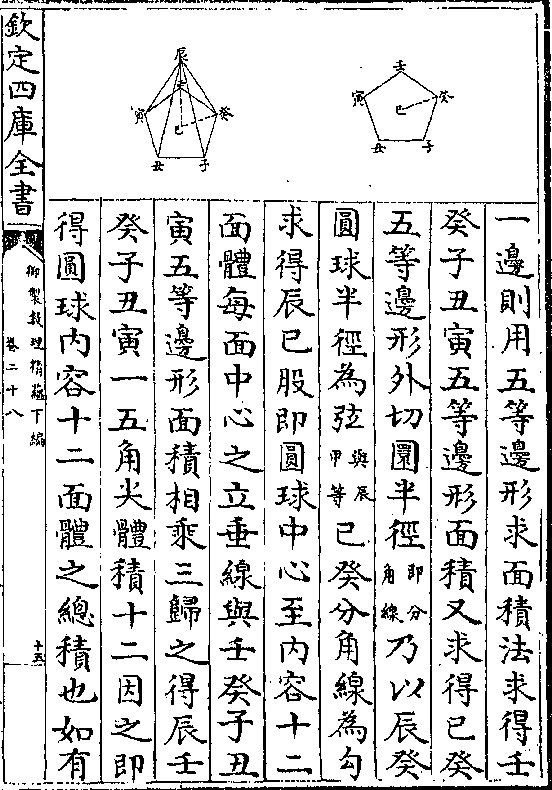 一邊則用五等邊形求面積法求得壬
癸子丑寅五等邊形面積又求得巳癸
五等邊形外切圜半徑即分角線乃以辰癸
圓球半徑為弦與辰甲等巳癸分角線為勾
求得辰巳股即圓球中心至内容十二
面體每面中心之立垂線與壬癸子丑
寅五等邊形面積相乘三歸之得辰壬
癸子丑寅一五角尖體積十二因之即
得圓球内容十二面體之總積也如有
壬
癸
子
丑
寅
巳
辰
壬
癸
子
丑
寅
巳
欽定四庫全書
御製數理精蘊下編
卷二十八
十五